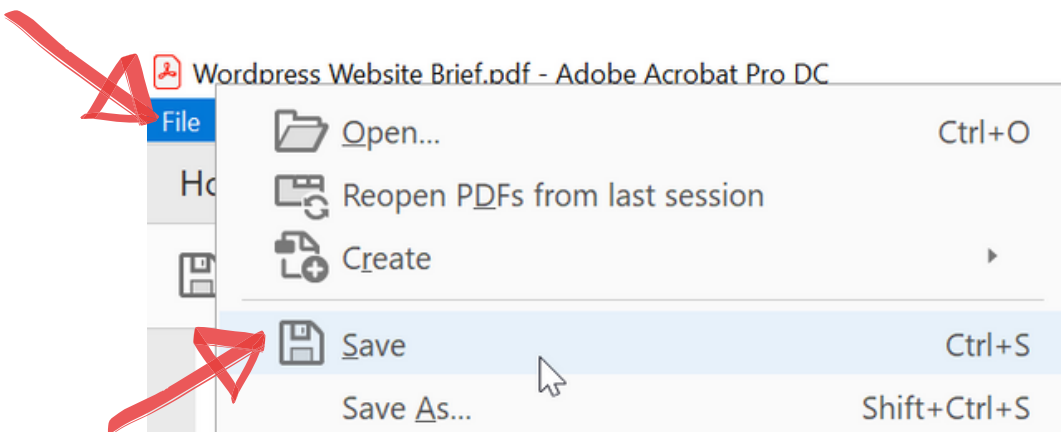 Wordpress Website Brief.pdf - Adobe Acrobat Pro DC
File
Open... Ctrl+O
Reopen PDFs from last session
Create
Save Ctrl+S
Save As... Shift+Ctrl+S